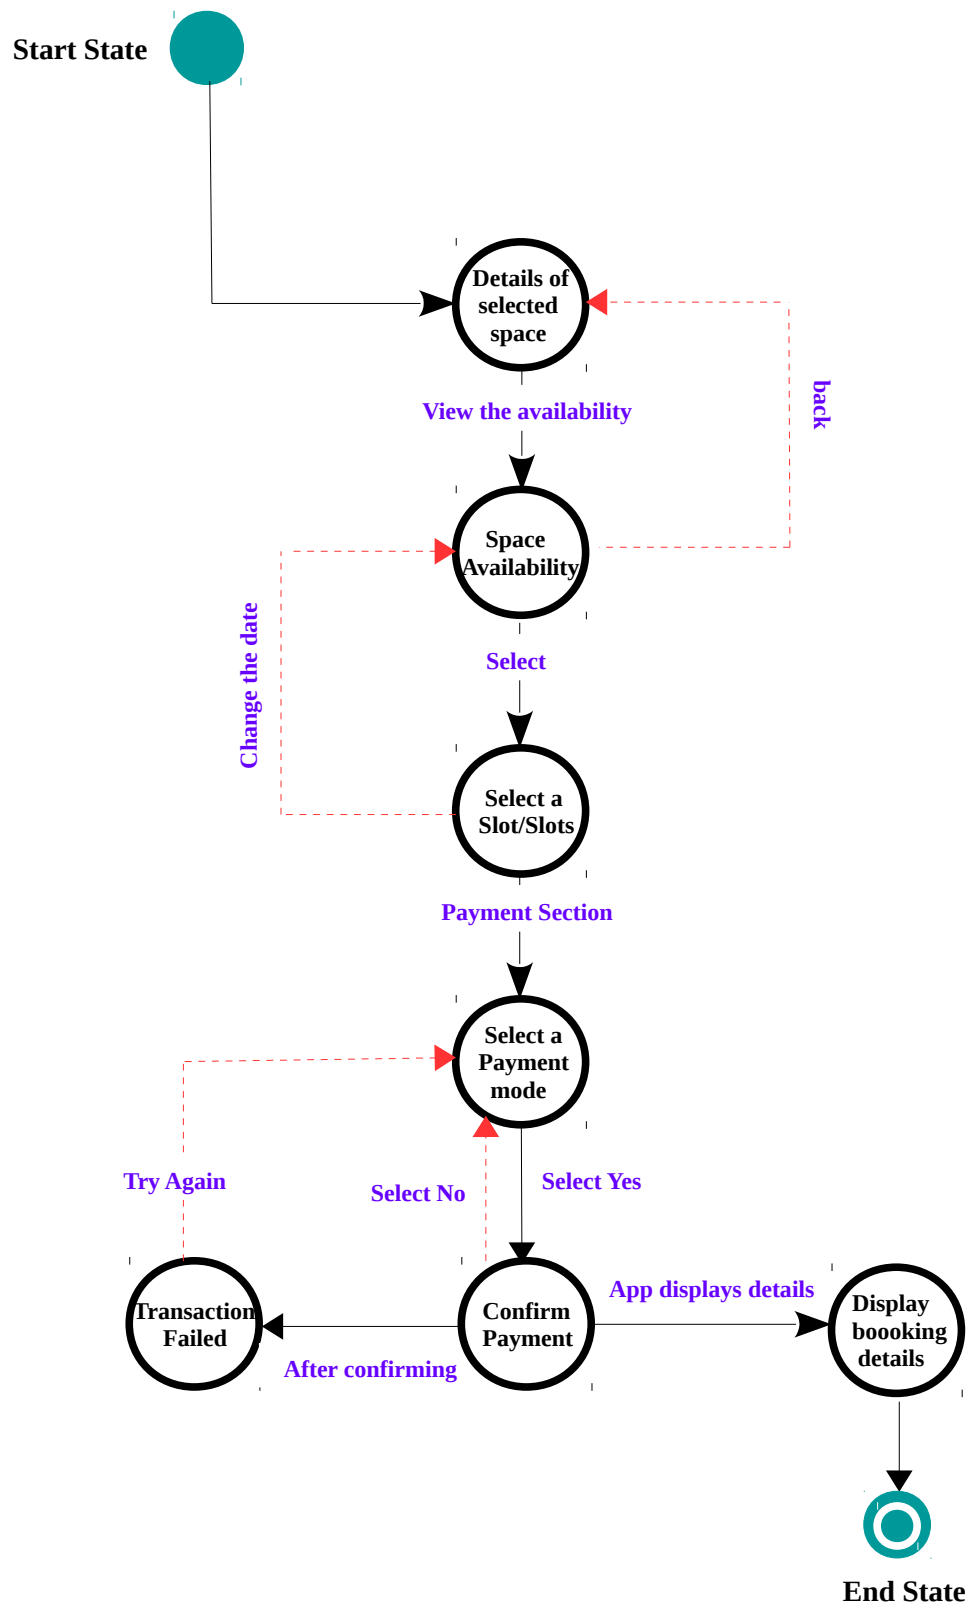 Start State
Details of
selected
space
View the availability
back
Space
Availability
Change the date
Select
Select a
Slot/Slots
Payment Section
Select a
Payment
mode
Try Again
Select No
Select Yes
Transaction
Failed
Confirm
Payment
App displays details
Display
boooking
details
After confirming
End State